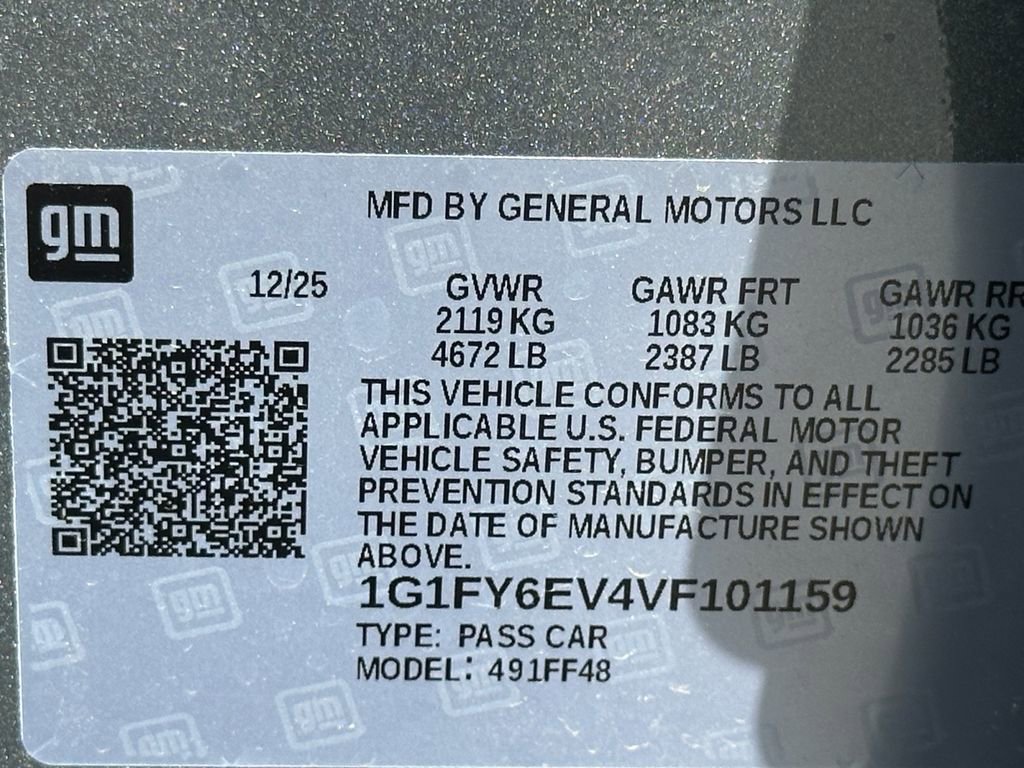 gm
MFD BY GENERAL MOTORS LLC
12/25 GVWR GAWR FRT GAWR RR
2119 KG 1083 KG 1036 KG
4672 LB 2387 LB 2285 LB
THIS VEHICLE CONFORMS TO ALL
APPLICABLE U.S. FEDERAL MOTOR
VEHICLE SAFETY, BUMPER, AND THEFT
PREVENTION STANDARDS IN EFFECT ON
THE DATE OF MANUFACTURE SHOWN
ABOVE.
1G1FY6EV4VF101159
TYPE: PASS CAR
MODEL: 491FF48